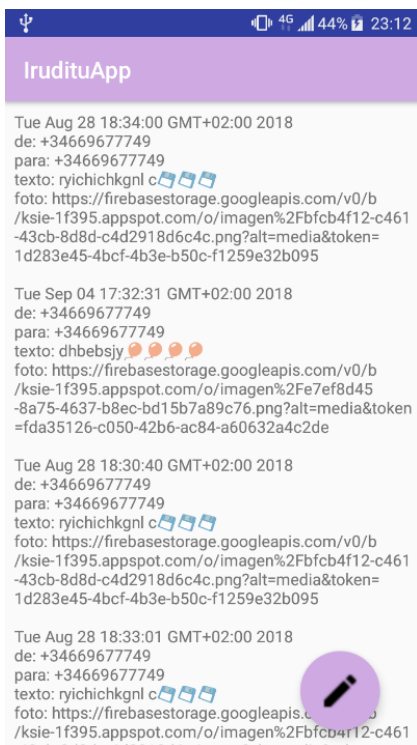 4G 44% 23:12
IrudituApp
Tue Aug 28 18:34:00 GMT+02:00 2018
de: +34669677749
para: +34669677749
texto: ryichichkgnl c💾💾💾
foto: https://firebasestorage.googleapis.com/v0/b
/ksie-1f395.appspot.com/o/imagen%2Fbfcb4f12-c461
-43cb-8d8d-c4d2918d6c4c.png?alt=media&token=
1d283e45-4bcf-4b3e-b50c-f1259e32b095
Tue Sep 04 17:32:31 GMT+02:00 2018
de: +34669677749
para: +34669677749
texto: dhbebsjy🎈🎈🎈🎈
foto: https://firebasestorage.googleapis.com/v0/b
/ksie-1f395.appspot.com/o/imagen%2Fe7ef8d45
-8a75-4637-b8ec-bd15b7a89c76.png?alt=media&token
=fda35126-c050-42b6-ac84-a60632a4c2de
Tue Aug 28 18:30:40 GMT+02:00 2018
de: +34669677749
para: +34669677749
texto: ryichichkgnl c💾💾💾
foto: https://firebasestorage.googleapis.com/v0/b
/ksie-1f395.appspot.com/o/imagen%2Fbfcb4f12-c461
-43cb-8d8d-c4d2918d6c4c.png?alt=media&token=
1d283e45-4bcf-4b3e-b50c-f1259e32b095
Tue Aug 28 18:33:01 GMT+02:00 2018
de: +34669677749
para: +34669677749
texto: ryichichkgnl c💾💾💾
foto: https://firebasestorage.googleapis.c
/ksie-1f395.appspot.com/o/imagen%2Fbfcb4f12-c461